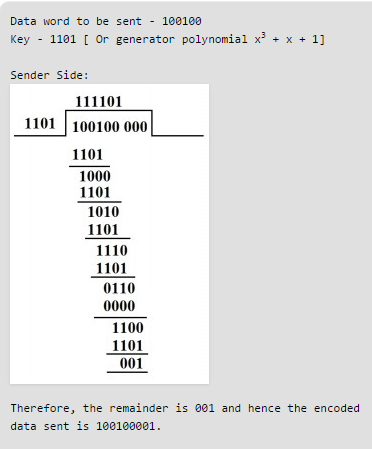 Data word to be sent - 100100
Key - 1101 [ Or generator polynomial x³ + x + 1]
Sender Side:
111101
1101 100100 000
1101
1000
1101
1010
1101
1110
1101
0110
0000
1100
1101
001
Therefore, the remainder is 001 and hence the encoded
data sent is 100100001.